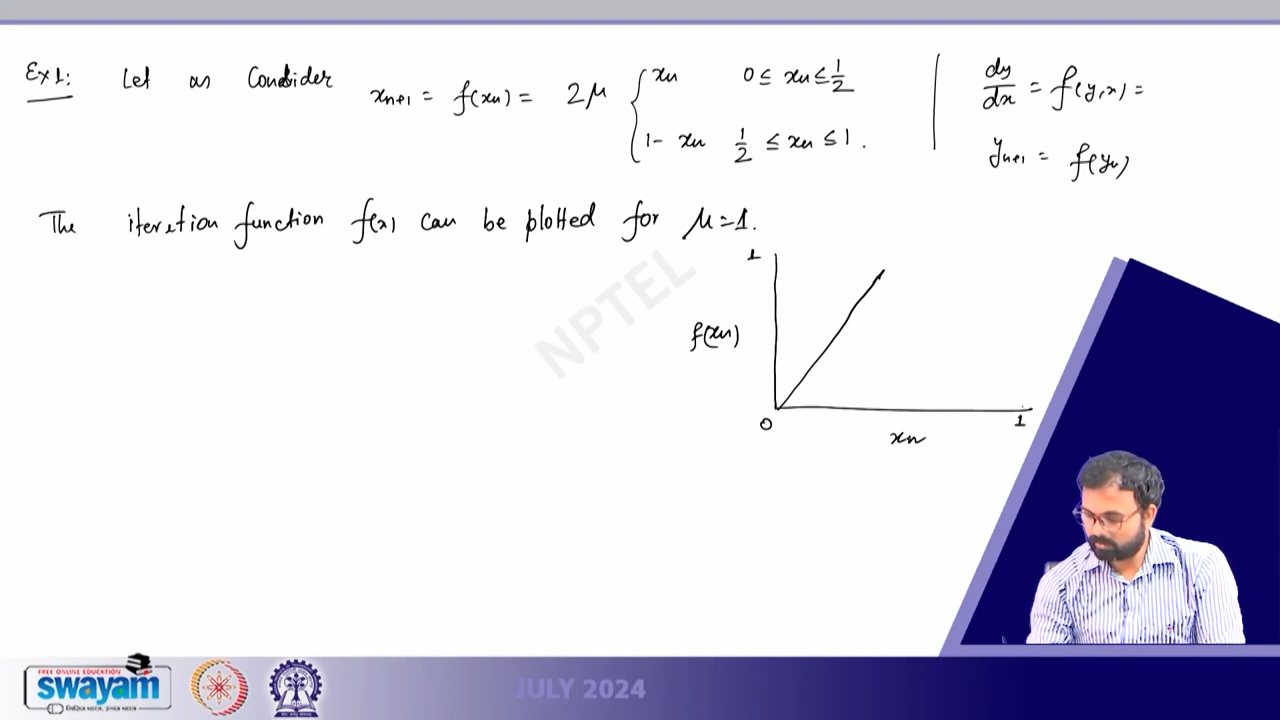 Ex1: Let us Consider xn+1 = f(xn) = 2μ { xn 0 ≤ xn ≤ 1/2
1 - xn 1/2 ≤ xn ≤ 1.
dy/dx = f(y,x) =
yn+1 = f(yn)
The iteretion function f(x) can be plotted for μ=1.
1
f(xn)
0
1
xn
NPTEL
FREE ONLINE EDUCATION
swayam
JULY 2024